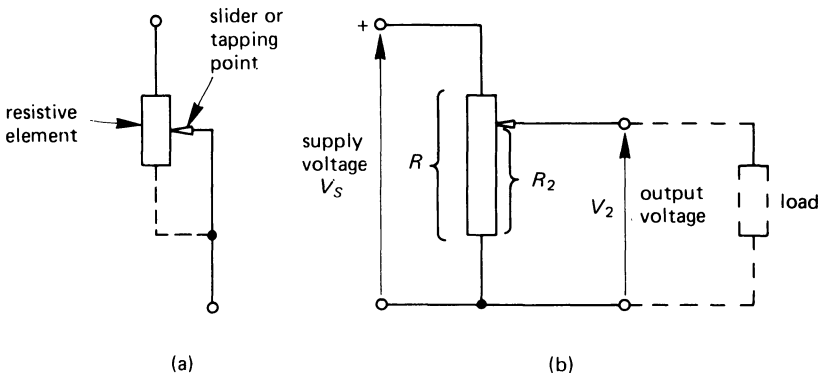 slider or
tapping
point
resistive
element
(a)
+
supply
voltage
V_S
R
R_2
V_2
output
voltage
load
(b)